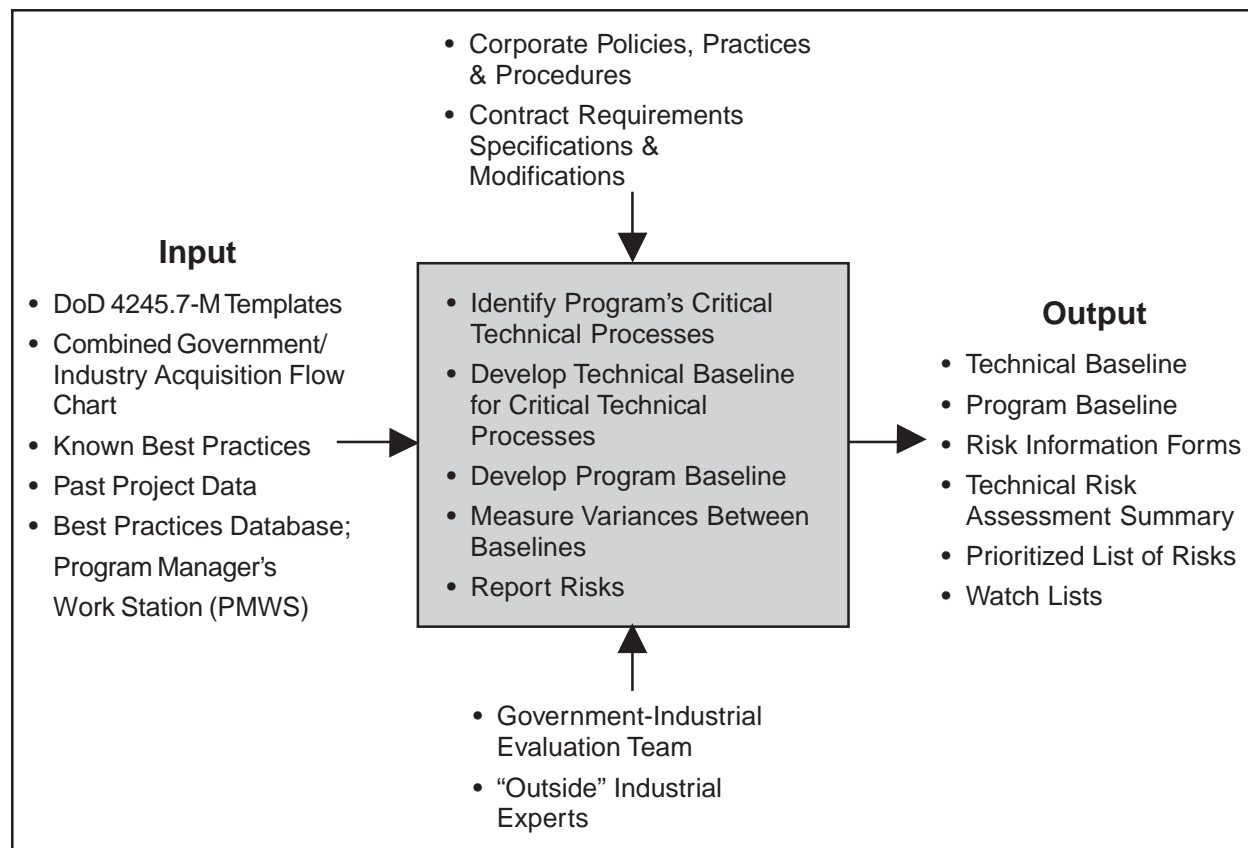 • Corporate Policies, Practices
& Procedures
• Contract Requirements
Specifications &
Modifications
Input
• DoD 4245.7-M Templates
• Combined Government/
Industry Acquisition Flow
Chart
• Known Best Practices
• Past Project Data
• Best Practices Database;
Program Manager’s
Work Station (PMWS)
• Identify Program’s Critical
Technical Processes
• Develop Technical Baseline
for Critical Technical
Processes
• Develop Program Baseline
• Measure Variances Between
Baselines
• Report Risks
Output
• Technical Baseline
• Program Baseline
• Risk Information Forms
• Technical Risk
Assessment Summary
• Prioritized List of Risks
• Watch Lists
• Government-Industrial
Evaluation Team
• “Outside” Industrial
Experts